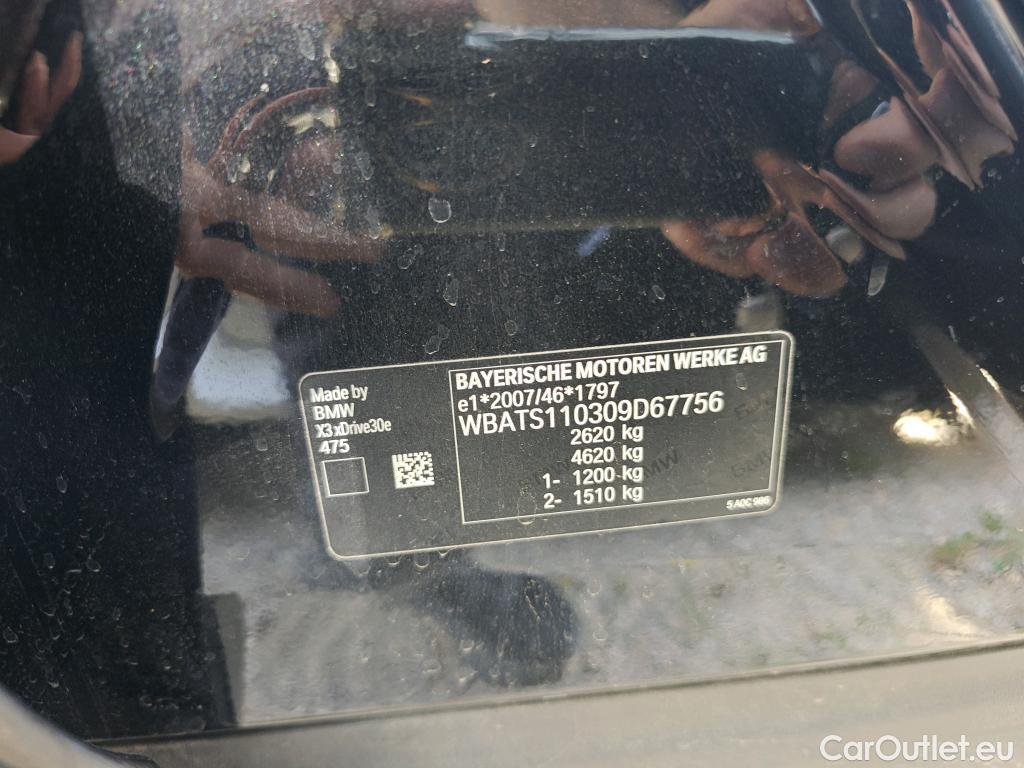 Made by
BMW
X3 xDrive30e
475
BAYERISCHE MOTOREN WERKE AG
e1*2007/46*1797
WBATS110309D67756
2620 kg
4620 kg
1- 1200 kg
2- 1510 kg
5 A0C 986
CarOutlet.eu